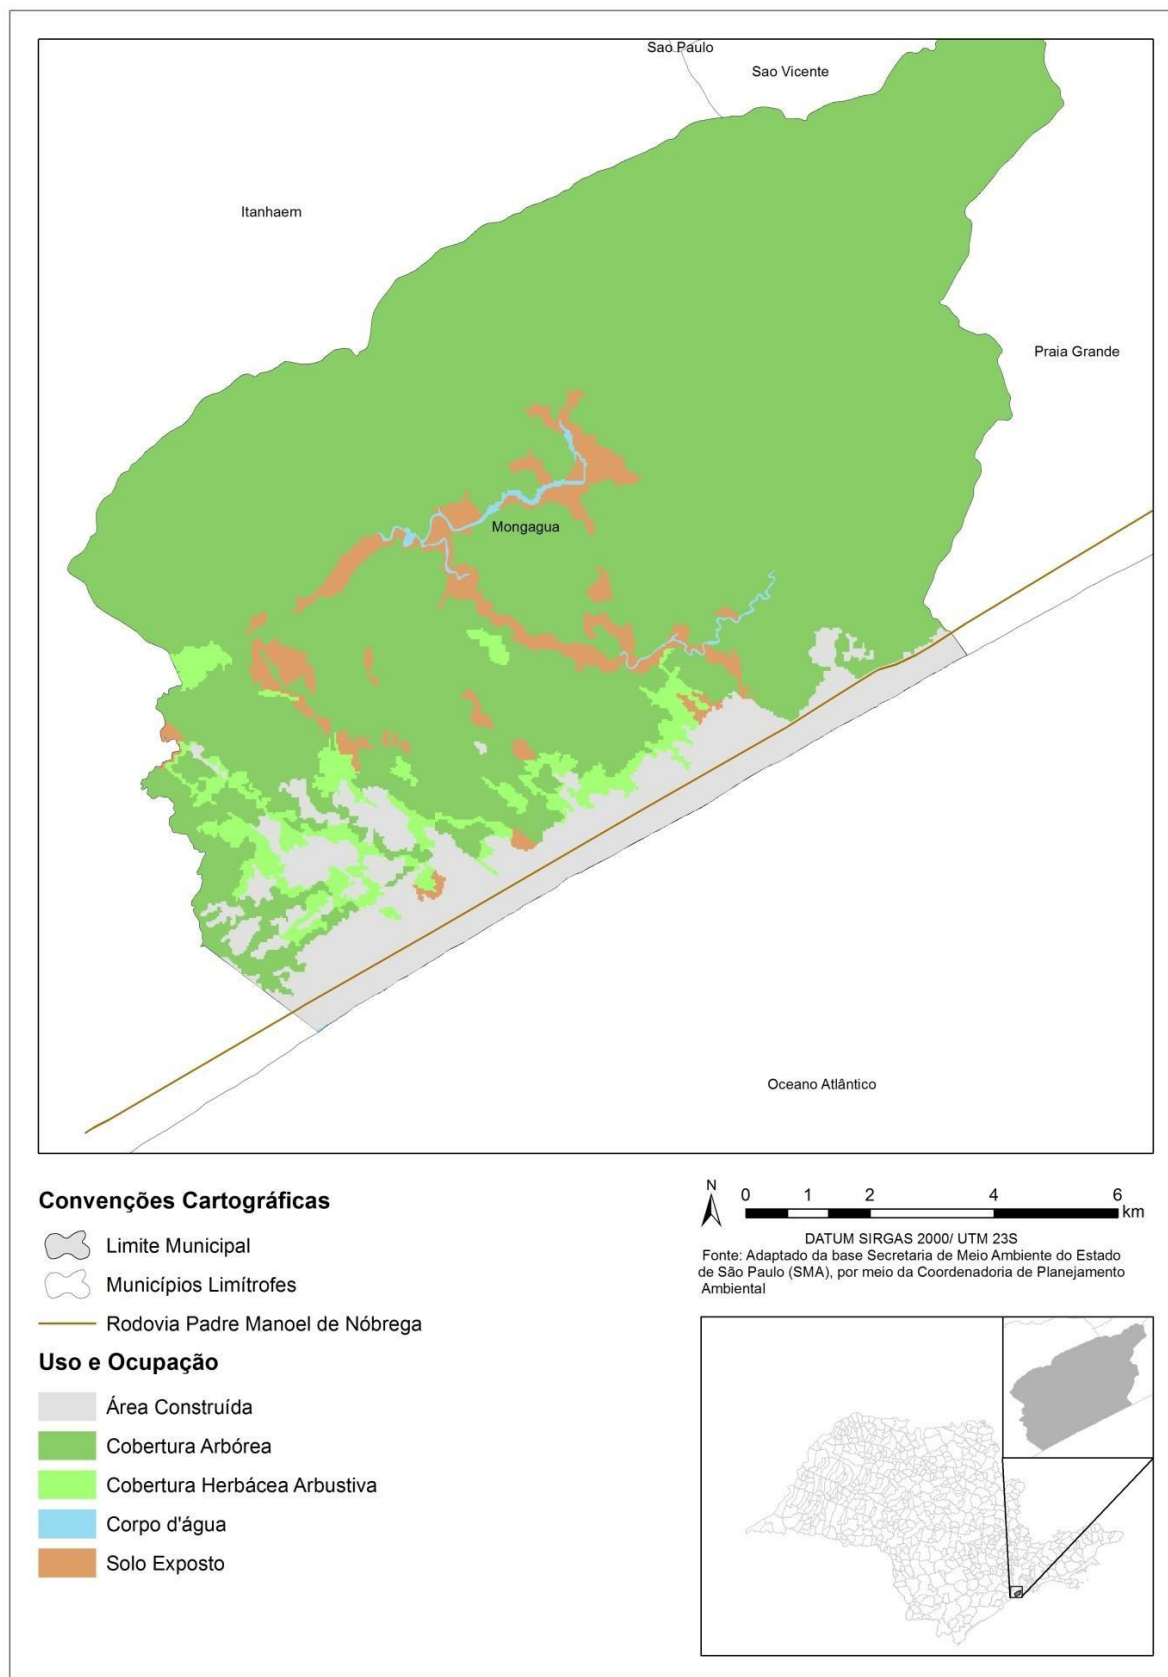 Sao Paulo
Sao Vicente
Itanhaem
Praia Grande
Mongagua
Oceano Atlântico
Convenções Cartográficas
Limite Municipal
Municípios Limítrofes
Rodovia Padre Manoel de Nóbrega
Uso e Ocupação
Área Construída
Cobertura Arbórea
Cobertura Herbácea Arbustiva
Corpo d'água
Solo Exposto
N
0 1 2 4 6
km
DATUM SIRGAS 2000/ UTM 23S
Fonte: Adaptado da base Secretaria de Meio Ambiente do Estado
de São Paulo (SMA), por meio da Coordenadoria de Planejamento
Ambiental